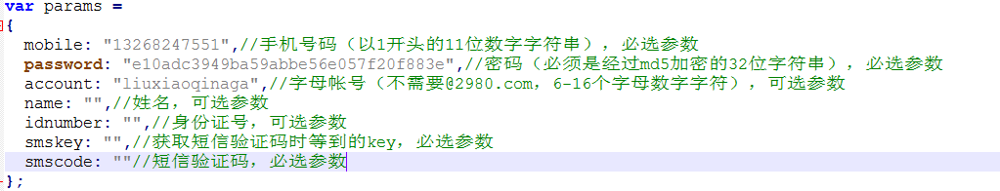 var params =
{
mobile: "13268247551",//手机号码（以1开头的11位数字字符串），必选参数
password: "e10adc3949ba59abbe56e057f20f883e",//密码（必须是经过md5加密的32位字符串），必选参数
account: "liuxiaoqinaga",//字母帐号（不需要@2980.com，6-16个字母数字字符），可选参数
name: "",//姓名，可选参数
idnumber: "",//身份证号，可选参数
smskey: "",//获取短信验证码时等到的key，必选参数
smscode: ""//短信验证码，必选参数
};